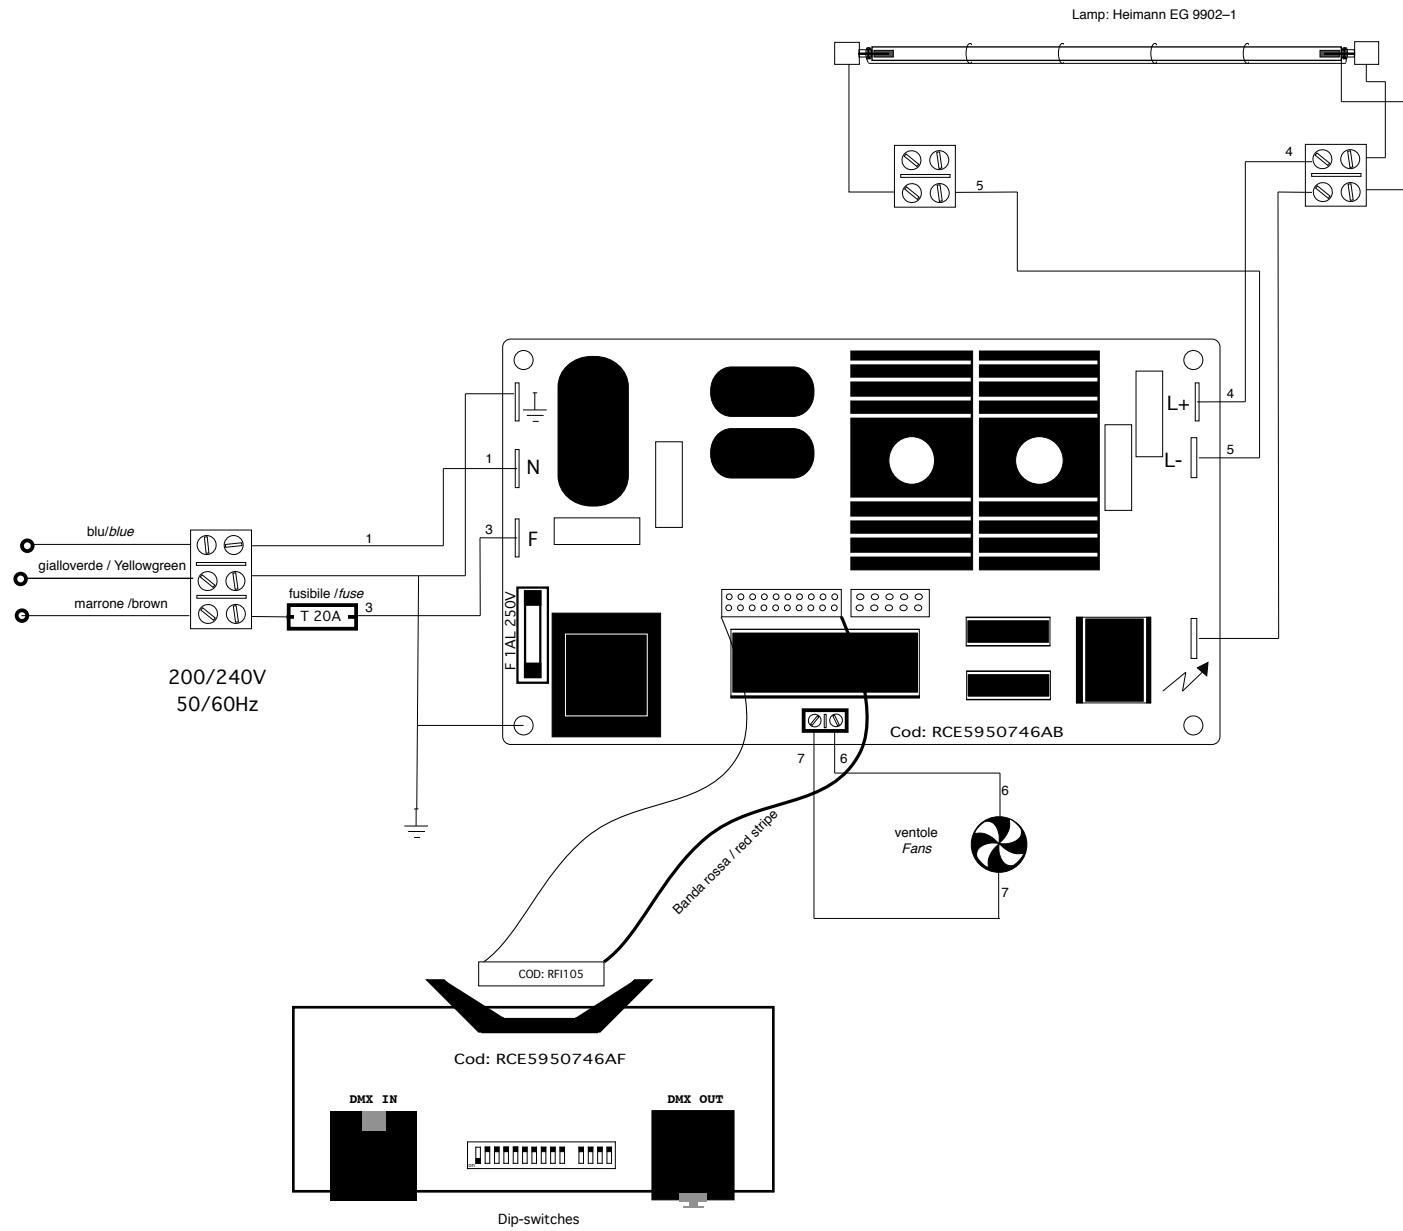 Lamp: Heimann EG 9902–1
4
5
4
L+
5
L-
1
N
3
F
blu/blue
1
gialloverde / Yellowgreen
fusibile /fuse
marrone /brown
T 20A
3
F 1AL 250V
200/240V
50/60Hz
Cod: RCE5950746AB
7
6
6
ventole
Fans
7
Banda rossa / red stripe
COD: RFI105
Cod: RCE5950746AF
DMX IN
DMX OUT
on
Dip-switches